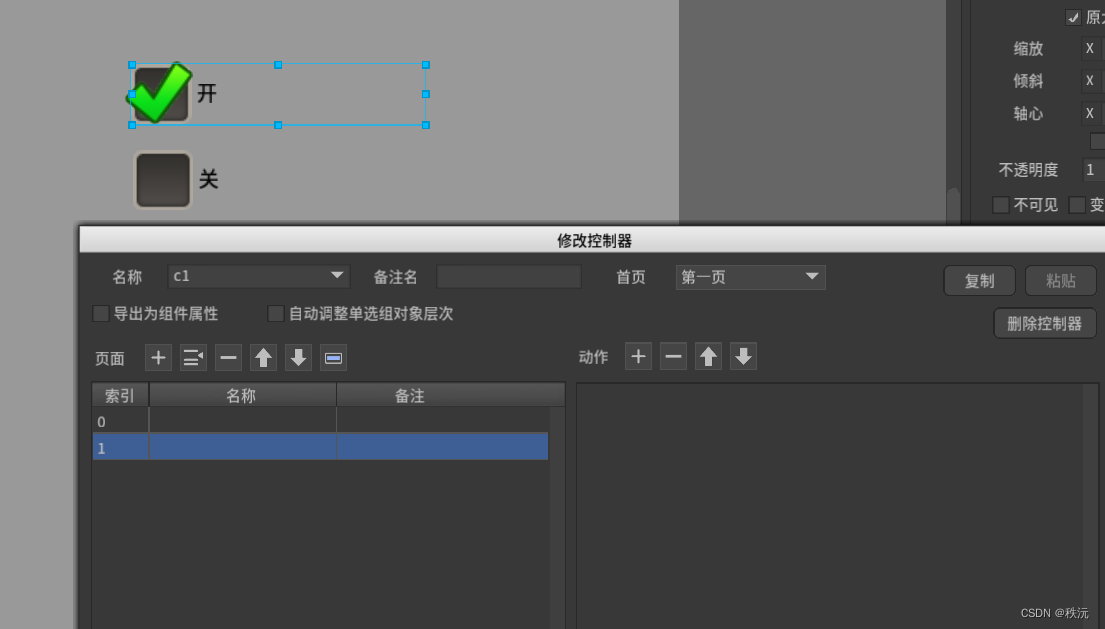 原
缩放 X
开
倾斜 X
轴心 X
不透明度 1
关
不可见 变
修改控制器
名称 c1 备注名 首页 第一页 复制 粘贴
导出为组件属性 自动调整单选组对象层次 删除控制器
页面 动作
索引 名称 备注
0
1
CSDN @秩沅